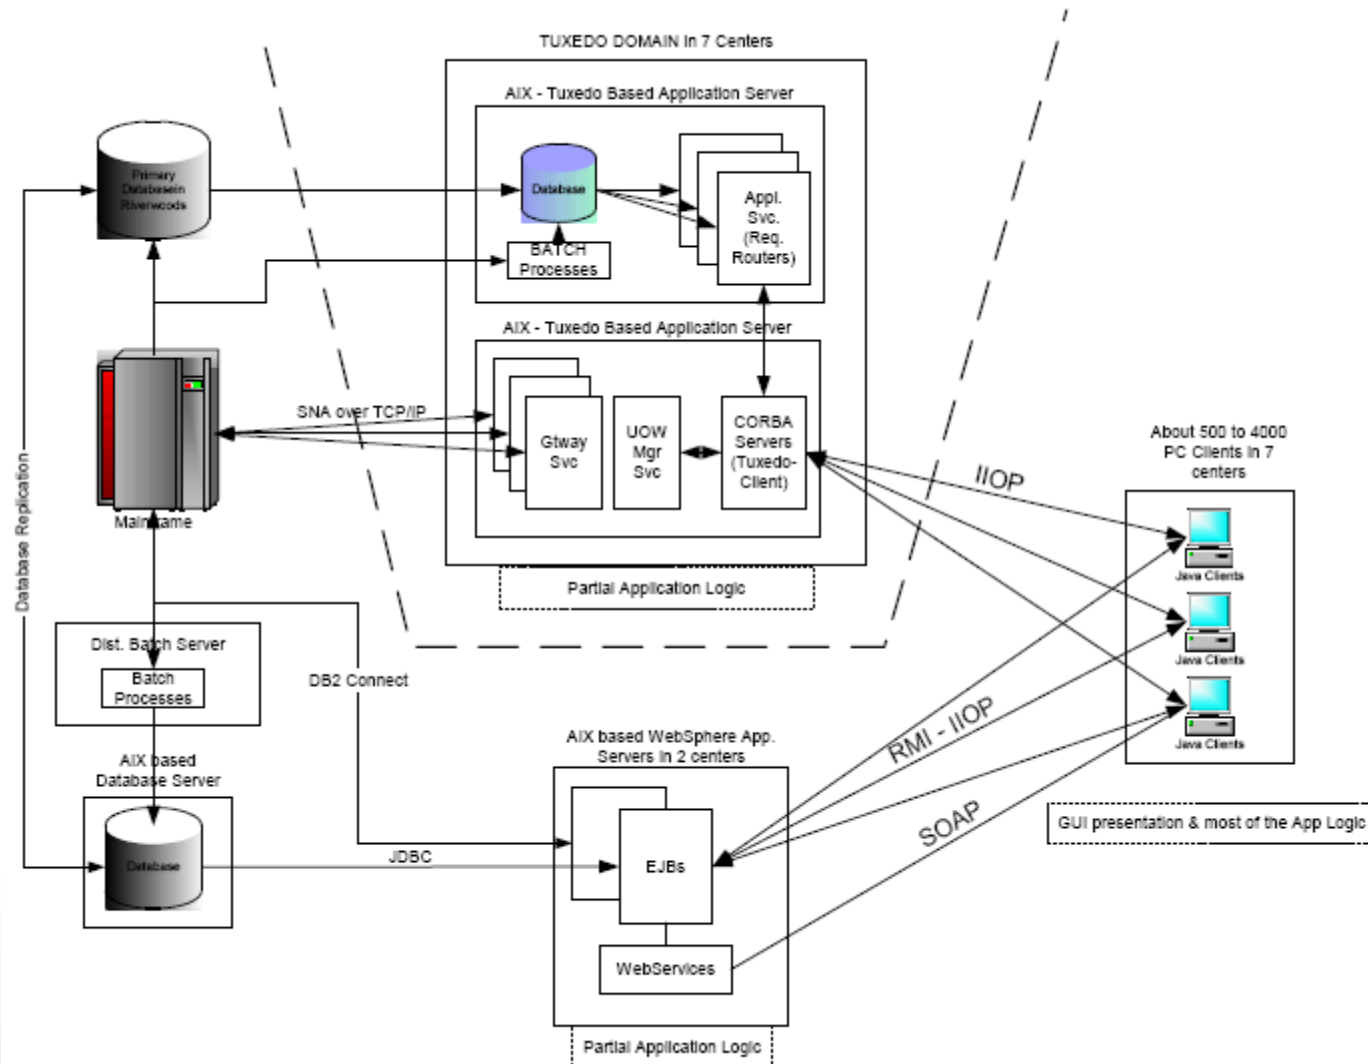 TUXEDO DOMAIN in 7 Centers
AIX - Tuxedo Based Application Server
Primary
Databasein
Riverwoods
Database
Appl.
Svc.
(Req.
Routers)
BATCH
Processes
AIX - Tuxedo Based Application Server
SNA over TCP/IP
Gtway
Svc
UOW
Mgr
Svc
CORBA
Servers
(Tuxedo-
Client)
Mainframe
Partial Application Logic
About 500 to 4000
PC Clients in 7
centers
IIOP
Java Clients
Java Clients
Java Clients
Database Replication
Dist. Batch Server
Batch
Processes
DB2 Connect
RMI - IIOP
SOAP
GUI presentation & most of the App Logic
AIX based
Database Server
Database
JDBC
AIX based WebSphere App.
Servers in 2 centers
EJBs
WebServices
Partial Application Logic